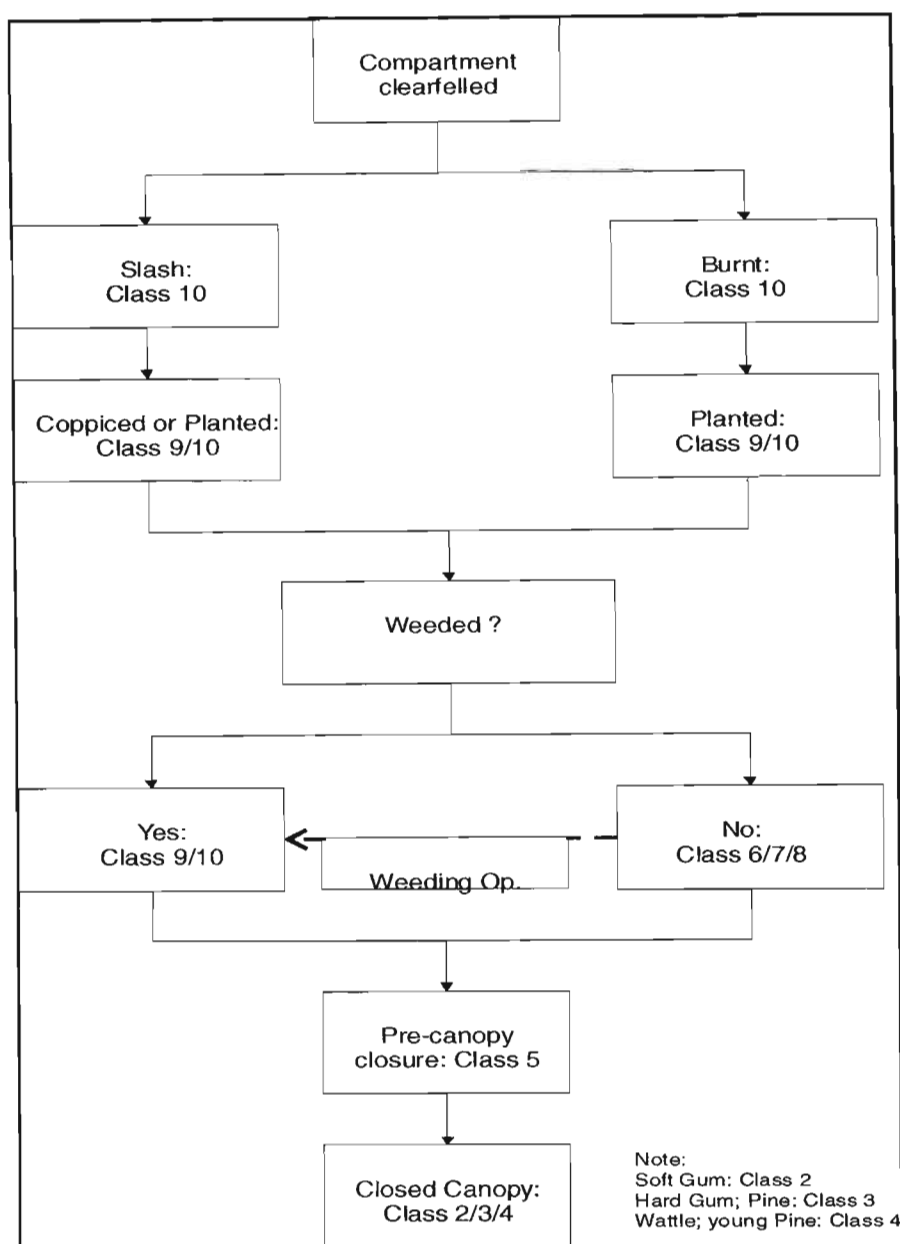 Compartment
clearfelled
Slash:
Class 10
Burnt:
Class 10
Coppiced or Planted:
Class 9/10
Planted:
Class 9/10
Weeded ?
Yes:
Class 9/10
Weeding Op.
No:
Class 6/7/8
Pre-canopy
closure: Class 5
Closed Canopy:
Class 2/3/4
Note:
Soft Gum: Class 2
Hard Gum; Pine: Class 3
Wattle; young Pine: Class 4